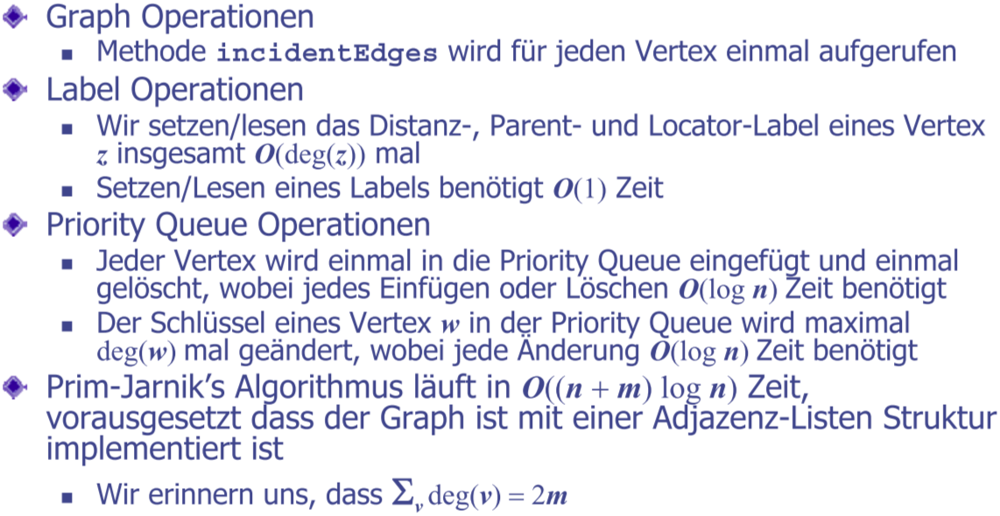 Graph Operationen
Methode incidentEdges wird für jeden Vertex einmal aufgerufen
Label Operationen
Wir setzen/lesen das Distanz-, Parent- und Locator-Label eines Vertex
z insgesamt O(deg(z)) mal
Setzen/Lesen eines Labels benötigt O(1) Zeit
Priority Queue Operationen
Jeder Vertex wird einmal in die Priority Queue eingefügt und einmal
gelöscht, wobei jedes Einfügen oder Löschen O(log n) Zeit benötigt
Der Schlüssel eines Vertex w in der Priority Queue wird maximal
deg(w) mal geändert, wobei jede Änderung O(log n) Zeit benötigt
Prim-Jarnik’s Algorithmus läuft in O((n + m) log n) Zeit,
vorausgesetzt dass der Graph ist mit einer Adjazenz-Listen Struktur
implementiert ist
Wir erinnern uns, dass Σv deg(v) = 2m